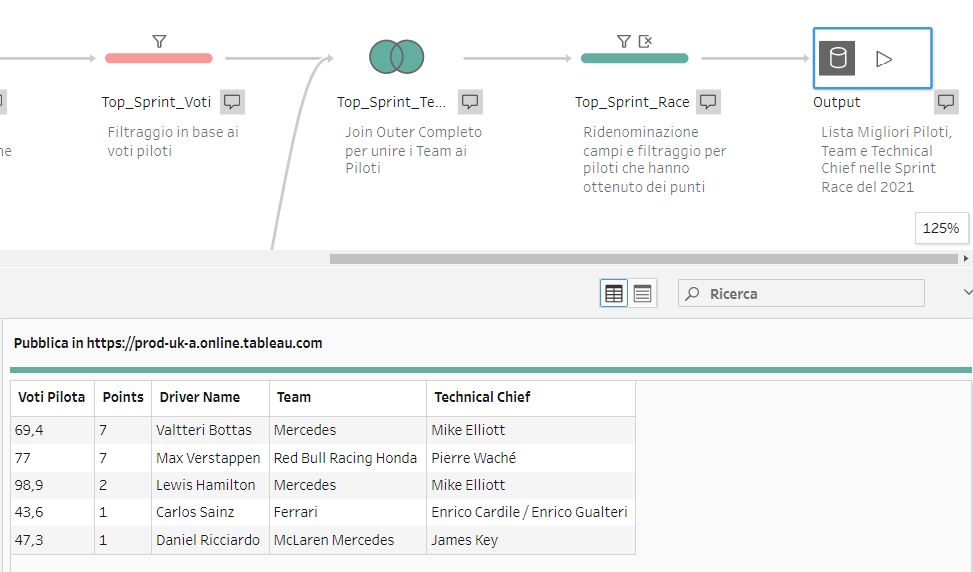 Top_Sprint_Voti
Filtraggio in base ai
voti piloti
Top_Sprint_Te...
Join Outer Completo
per unire i Team ai
Piloti
Top_Sprint_Race
Ridenominazione
campi e filtraggio per
piloti che hanno
ottenuto dei punti
Output
Lista Migliori Piloti,
Team e Technical
Chief nelle Sprint
Race del 2021
ne
125%
Ricerca
Pubblica in https://prod-uk-a.online.tableau.com
Voti Pilota Points Driver Name Team Technical Chief
69,4 7 Valtteri Bottas Mercedes Mike Elliott
77 7 Max Verstappen Red Bull Racing Honda Pierre Waché
98,9 2 Lewis Hamilton Mercedes Mike Elliott
43,6 1 Carlos Sainz Ferrari Enrico Cardile / Enrico Gualteri
47,3 1 Daniel Ricciardo McLaren Mercedes James Key